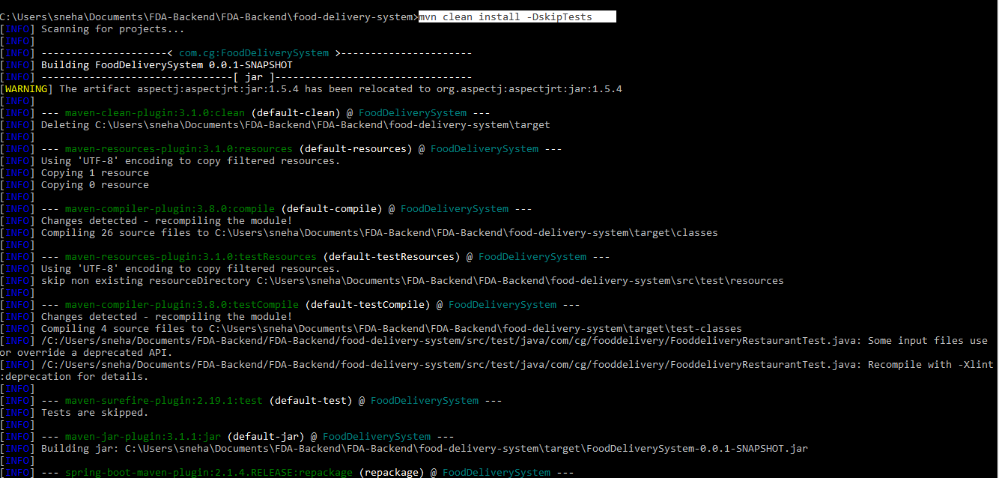 C:\Users\sneha\Documents\FDA-Backend\FDA-Backend\food-delivery-system>mvn clean install -DskipTests
[INFO] Scanning for projects...
[INFO]
[INFO] ---------------------< com.cg:FoodDeliverySystem >----------------------
[INFO] Building FoodDeliverySystem 0.0.1-SNAPSHOT
[INFO] --------------------------------[ jar ]---------------------------------
[WARNING] The artifact aspectj:aspectjrt:jar:1.5.4 has been relocated to org.aspectj:aspectjrt:jar:1.5.4
[INFO]
[INFO] --- maven-clean-plugin:3.1.0:clean (default-clean) @ FoodDeliverySystem ---
[INFO] Deleting C:\Users\sneha\Documents\FDA-Backend\FDA-Backend\food-delivery-system\target
[INFO]
[INFO] --- maven-resources-plugin:3.1.0:resources (default-resources) @ FoodDeliverySystem ---
[INFO] Using 'UTF-8' encoding to copy filtered resources.
[INFO] Copying 1 resource
[INFO] Copying 0 resource
[INFO]
[INFO] --- maven-compiler-plugin:3.8.0:compile (default-compile) @ FoodDeliverySystem ---
[INFO] Changes detected - recompiling the module!
[INFO] Compiling 26 source files to C:\Users\sneha\Documents\FDA-Backend\FDA-Backend\food-delivery-system\target\classes
[INFO]
[INFO] --- maven-resources-plugin:3.1.0:testResources (default-testResources) @ FoodDeliverySystem ---
[INFO] Using 'UTF-8' encoding to copy filtered resources.
[INFO] skip non existing resourceDirectory C:\Users\sneha\Documents\FDA-Backend\FDA-Backend\food-delivery-system\src\test\resources
[INFO]
[INFO] --- maven-compiler-plugin:3.8.0:testCompile (default-testCompile) @ FoodDeliverySystem ---
[INFO] Changes detected - recompiling the module!
[INFO] Compiling 4 source files to C:\Users\sneha\Documents\FDA-Backend\FDA-Backend\food-delivery-system\target\test-classes
[INFO] /C:/Users/sneha/Documents/FDA-Backend/FDA-Backend/food-delivery-system/src/test/java/com/cg/fooddelivery/FooddeliveryRestaurantTest.java: Some input files use
or override a deprecated API.
[INFO] /C:/Users/sneha/Documents/FDA-Backend/FDA-Backend/food-delivery-system/src/test/java/com/cg/fooddelivery/FooddeliveryRestaurantTest.java: Recompile with -Xlint
:deprecation for details.
[INFO]
[INFO] --- maven-surefire-plugin:2.19.1:test (default-test) @ FoodDeliverySystem ---
[INFO] Tests are skipped.
[INFO]
[INFO] --- maven-jar-plugin:3.1.1:jar (default-jar) @ FoodDeliverySystem ---
[INFO] Building jar: C:\Users\sneha\Documents\FDA-Backend\FDA-Backend\food-delivery-system\target\FoodDeliverySystem-0.0.1-SNAPSHOT.jar
[INFO]
[INFO] --- spring-boot-maven-plugin:2.1.4.RELEASE:repackage (repackage) @ FoodDeliverySystem ---